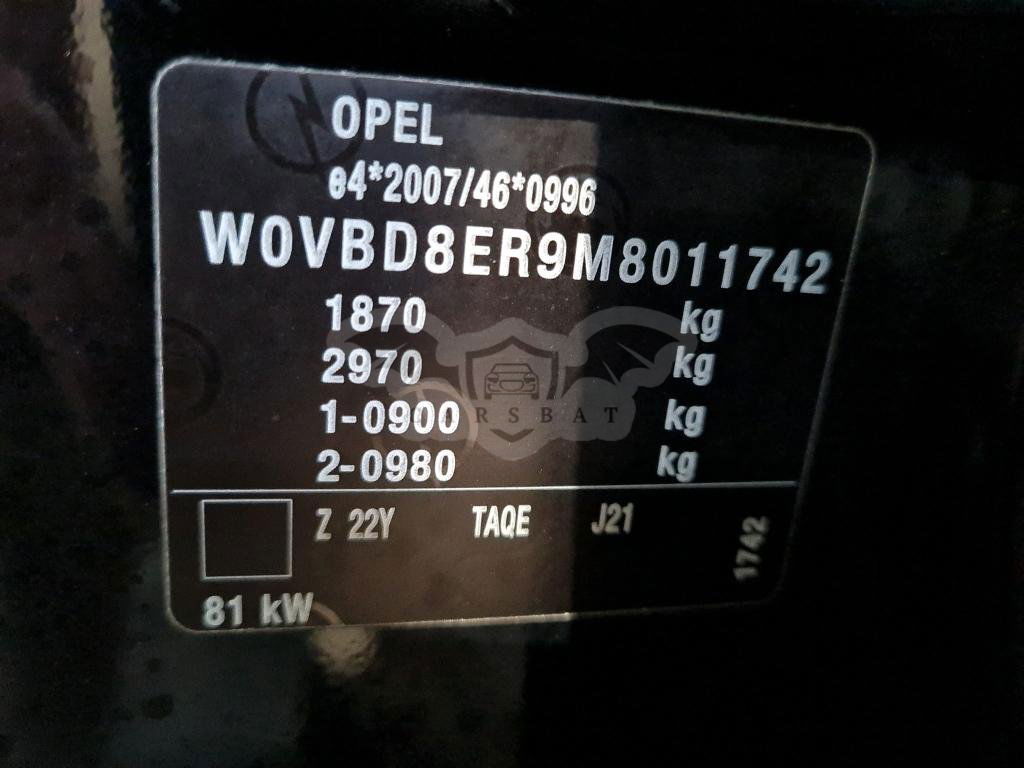 OPEL
e4*2007/46*0996
W0VBD8ER9M8011742
1870 kg
2970 kg
1-0900 kg
2-0980 kg
Z 22Y TAQE J21
1742
81 kW
RSBAT